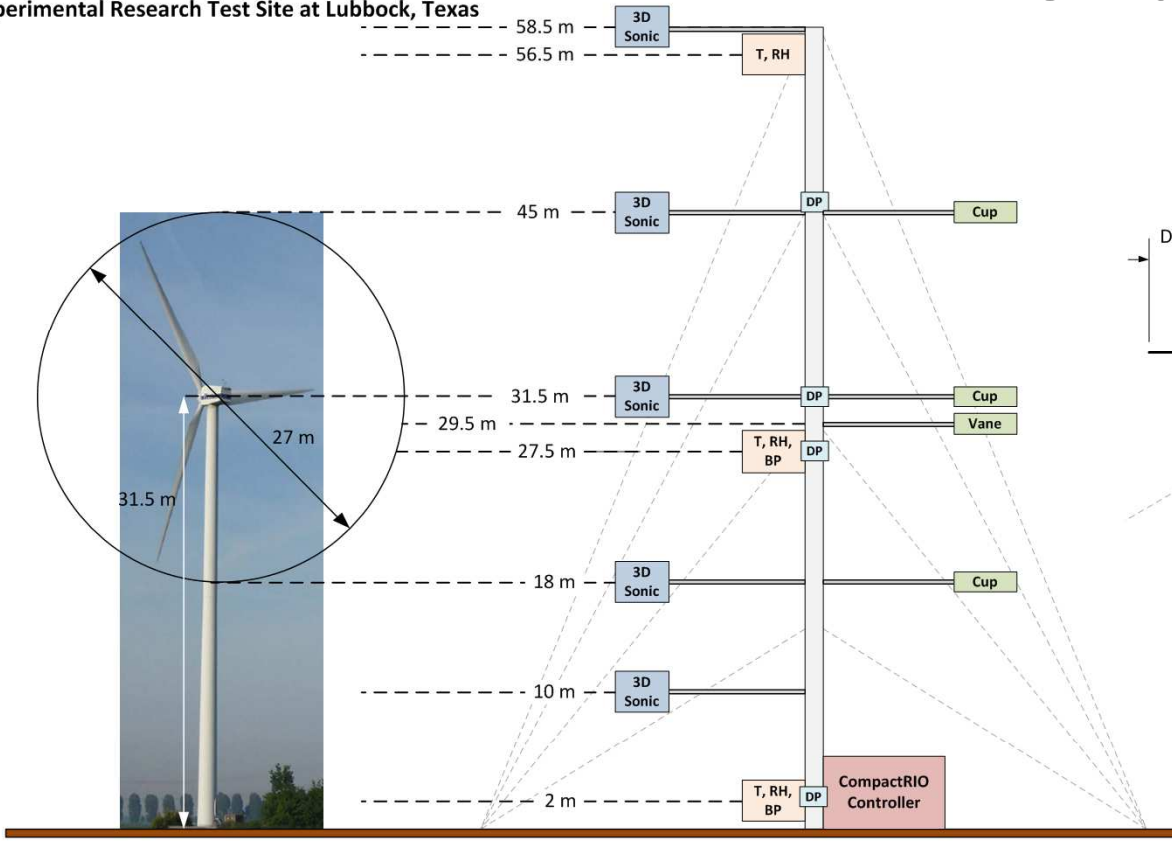 perimental Research Test Site at Lubbock, Texas
58.5 m
3D
Sonic
56.5 m
T, RH
45 m
3D
Sonic
DP
Cup
D
31.5 m
3D
Sonic
DP
Cup
29.5 m
Vane
27 m
27.5 m
T, RH,
BP
DP
31.5 m
18 m
3D
Sonic
Cup
10 m
3D
Sonic
2 m
T, RH,
BP
DP
CompactRIO
Controller